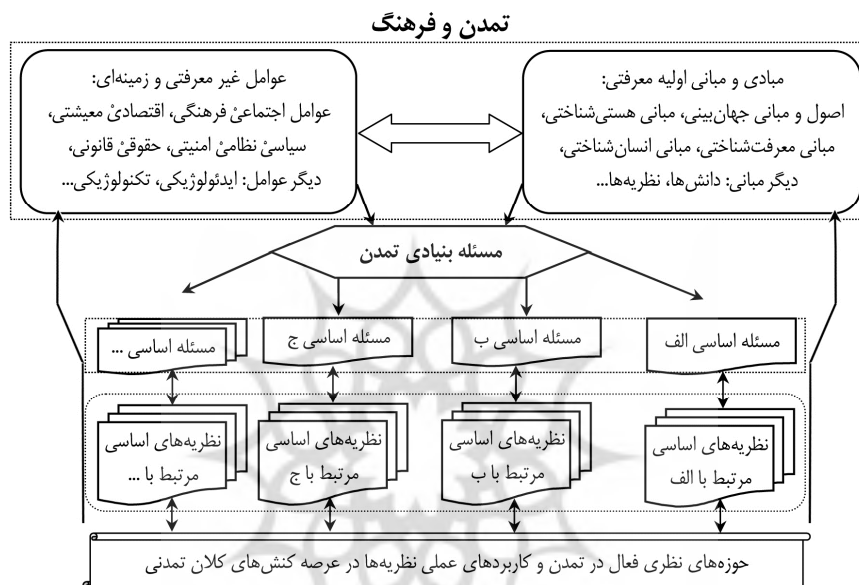 تمدن و فرهنگ
مبادی و مبانی اولیه معرفتی:
اصول و مبانی جهان‌بینی، مبانی هستی‌شناختی،
مبانی معرفت‌شناختی، مبانی انسان‌شناختی،
دیگر مبانی: دانش‌ها، نظریه‌ها...
عوامل غیر معرفتی و زمینه‌ای:
عوامل اجتماعیْ فرهنگی، اقتصادیْ معیشتی،
سیاسیْ نظامیْ امنیتی، حقوقیْ قانونی،
دیگر عوامل: ایدئولوژیکی، تکنولوژیکی...
مسئله بنیادی تمدن
مسئله اساسی الف
مسئله اساسی ب
مسئله اساسی ج
مسئله اساسی ...
نظریه‌های اساسی
مرتبط با الف
نظریه‌های اساسی
مرتبط با ب
نظریه‌های اساسی
مرتبط با ج
نظریه‌های اساسی
مرتبط با ...
حوزه‌های نظری فعال در تمدن و کاربردهای عملی نظریه‌ها در عرصه کنش‌های کلان تمدنی